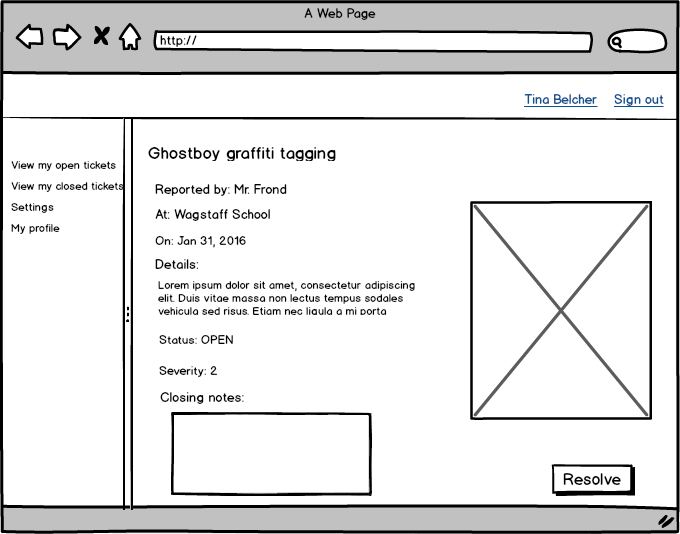 A Web Page
http://
Tina Belcher Sign out
View my open tickets
View my closed tickets
Settings
My profile
Ghostboy graffiti tagging
Reported by: Mr. Frond
At: Wagstaff School
On: Jan 31, 2016
Details:
Lorem ipsum dolor sit amet, consectetur adipiscing
elit. Duis vitae massa non lectus tempus sodales
vehicula sed risus. Etiam nec ligula a mi porta
Status: OPEN
Severity: 2
Closing notes:
Resolve